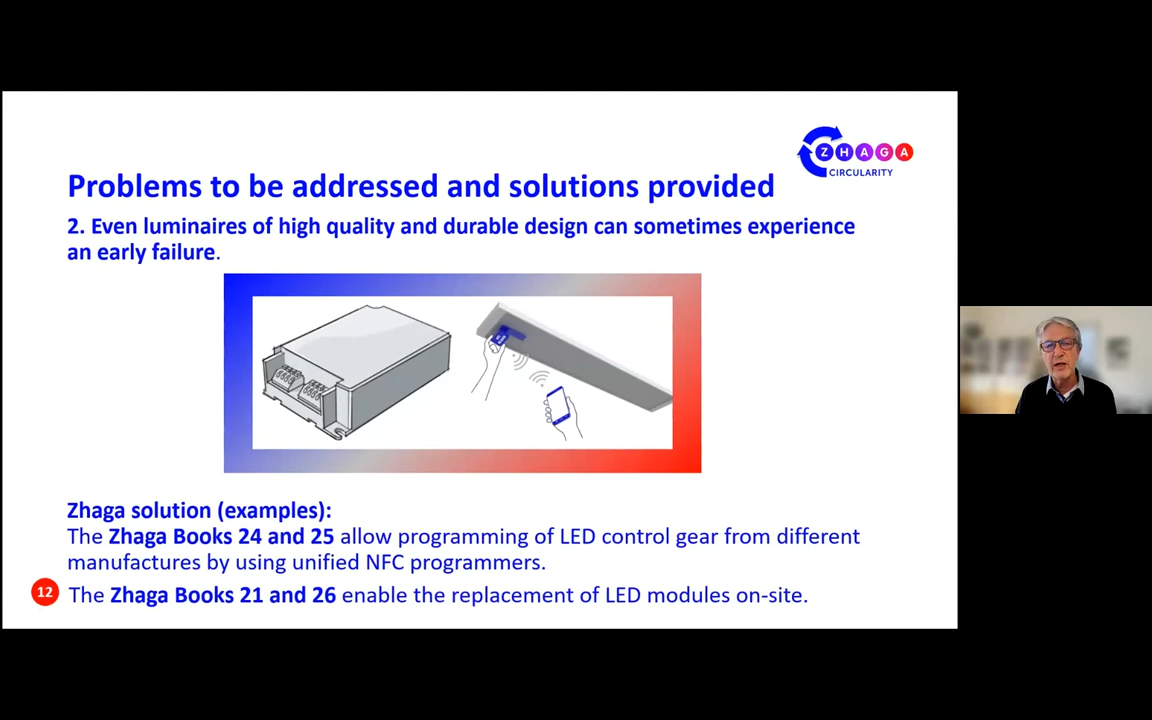 ZHAGA
CIRCULARITY
Problems to be addressed and solutions provided
2. Even luminaires of high quality and durable design can sometimes experience
an early failure.
Zhaga solution (examples):
The Zhaga Books 24 and 25 allow programming of LED control gear from different
manufactures by using unified NFC programmers.
12
The Zhaga Books 21 and 26 enable the replacement of LED modules on-site.